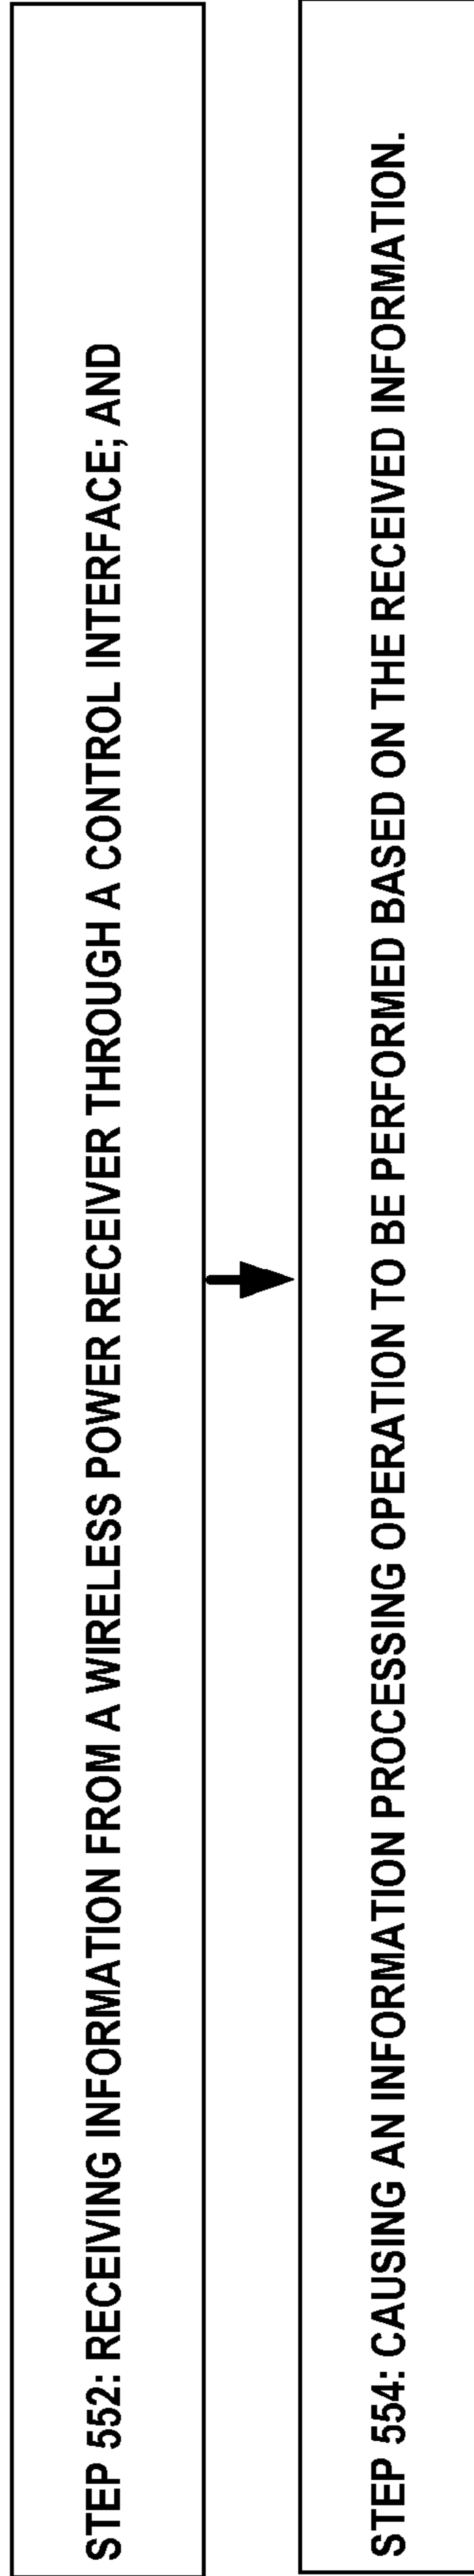 STEP 552: RECEIVING INFORMATION FROM A WIRELESS POWER RECEIVER THROUGH A CONTROL INTERFACE; AND
STEP 554: CAUSING AN INFORMATION PROCESSING OPERATION TO BE PERFORMED BASED ON THE RECEIVED INFORMATION.